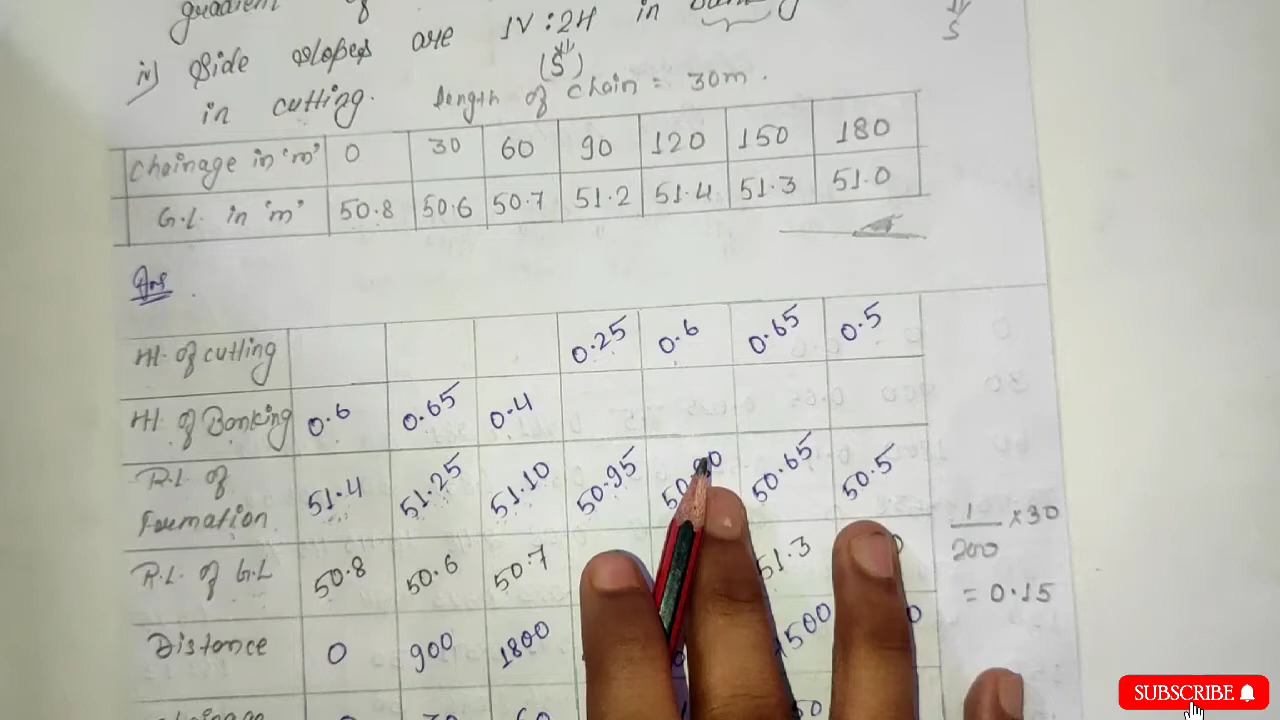 gradient of
iv) Side slopes are 1V:2H in
(S)
S
in cutting. length of chain = 30m.
Chainage in 'm' 0 30 60 90 120 150 180
G.L. in 'm' 50.8 50.6 50.7 51.2 51.4 51.3 51.0
Ans
Ht. of cutting 0.25 0.6 0.65 0.5
Ht. of Banking 0.6 0.65 0.4
R.L. of Formation 51.4 51.25 51.10 50.95 50.65 50.5
R.L. of G.L 50.8 50.6 50.7 51.3
Distance 0 900 1800 1500
1/200 × 30
= 0.15
SUBSCRIBE